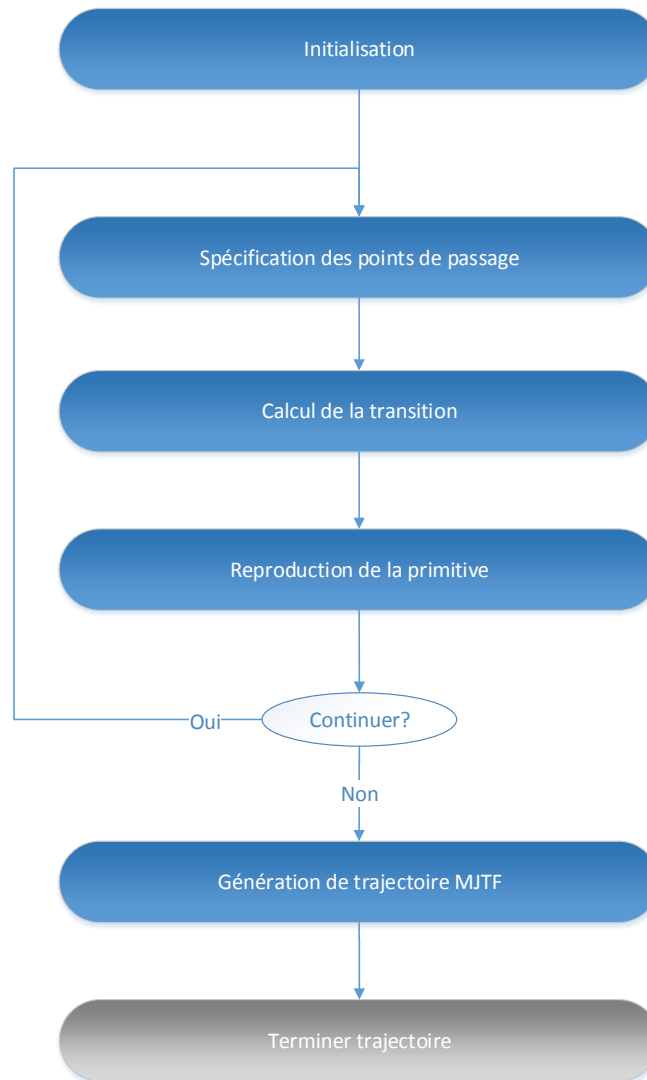 Initialisation
Spécification des points de passage
Calcul de la transition
Reproduction de la primitive
Continuer?
Oui
Non
Génération de trajectoire MJTF
Terminer trajectoire